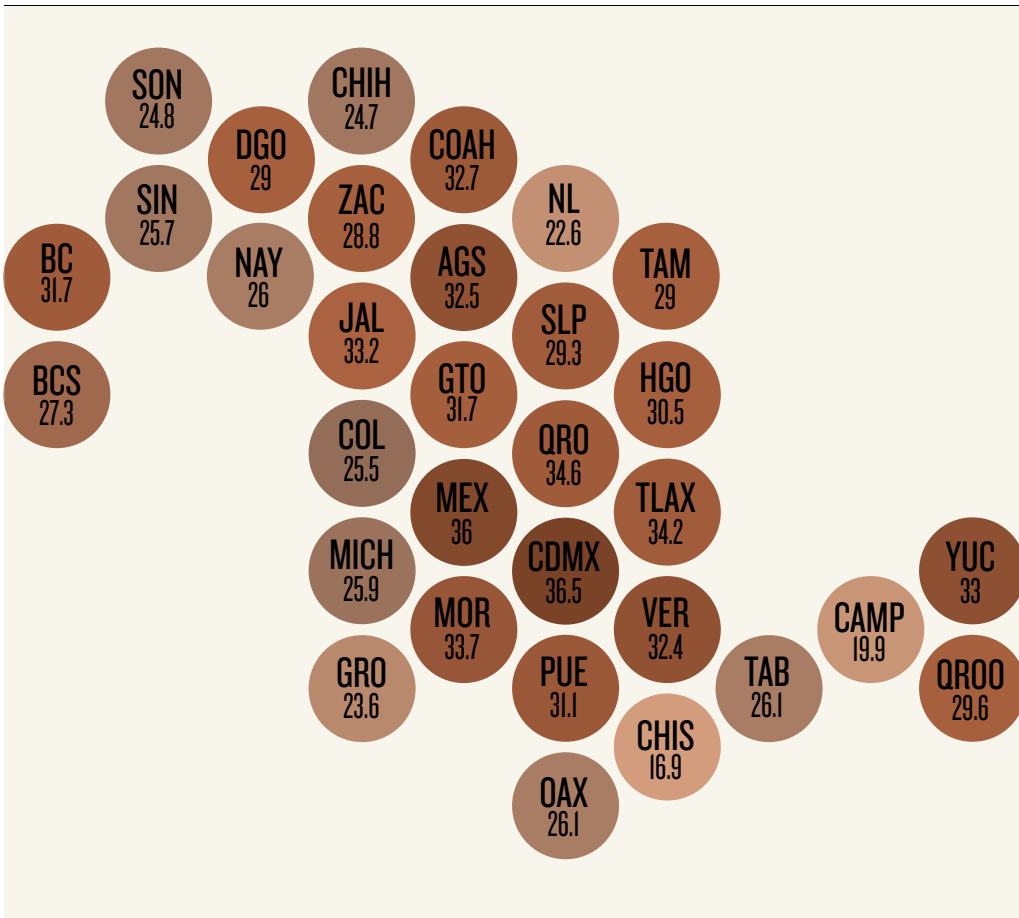 SON
24.8
CHIH
24.7
DGO
29
COAH
32.7
SIN
25.7
ZAC
28.8
NL
22.6
BC
31.7
NAY
26
AGS
32.5
TAM
29
JAL
33.2
SLP
29.3
BCS
27.3
GTO
31.7
HGO
30.5
COL
25.5
QRO
34.6
MEX
36
TLAX
34.2
MICH
25.9
CDMX
36.5
YUC
33
MOR
33.7
VER
32.4
CAMP
19.9
GRO
23.6
PUE
31.1
TAB
26.1
QROO
29.6
CHIS
16.9
OAX
26.1